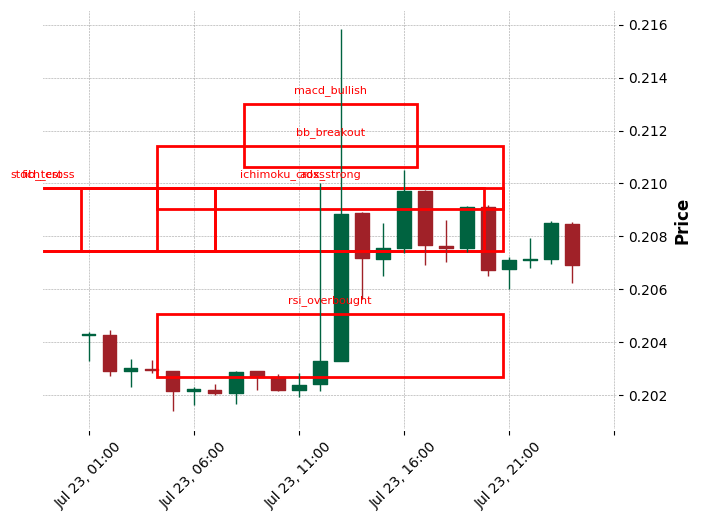 0.216
0.214
macd_bullish
0.212
bb_breakout
0.210
0.208
Price
0.206
rsi_overbought
0.204
0.202
Jul 23, 01:00
Jul 23, 06:00
Jul 23, 11:00
Jul 23, 16:00
Jul 23, 21:00